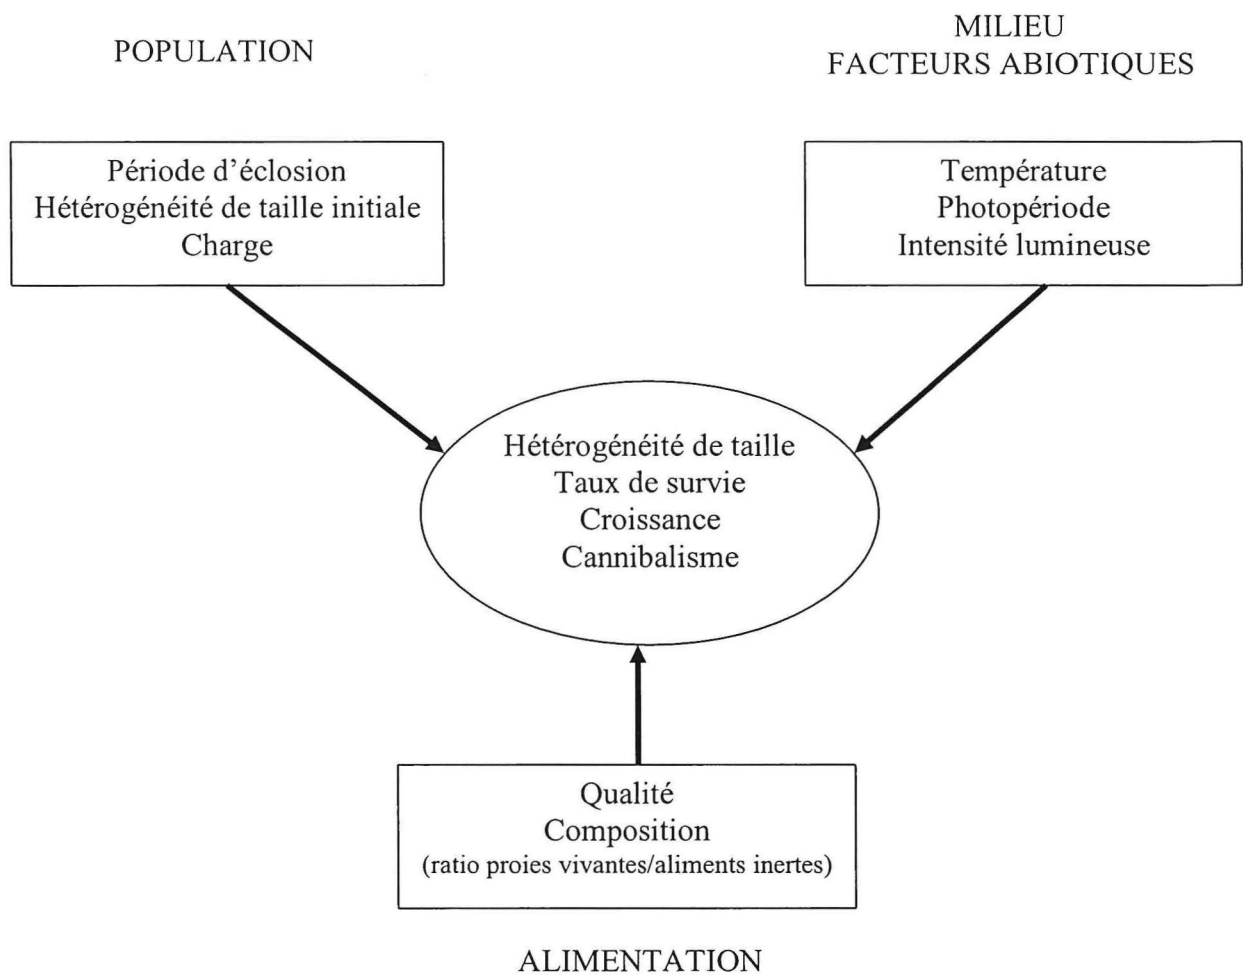 POPULATION
MILIEU
FACTEURS ABIOTIQUES
Période d'éclosion
Hétérogénéité de taille initiale
Charge
Température
Photopériode
Intensité lumineuse
Hétérogénéité de taille
Taux de survie
Croissance
Cannibalisme
Qualité
Composition
(ratio proies vivantes/aliments inertes)
ALIMENTATION